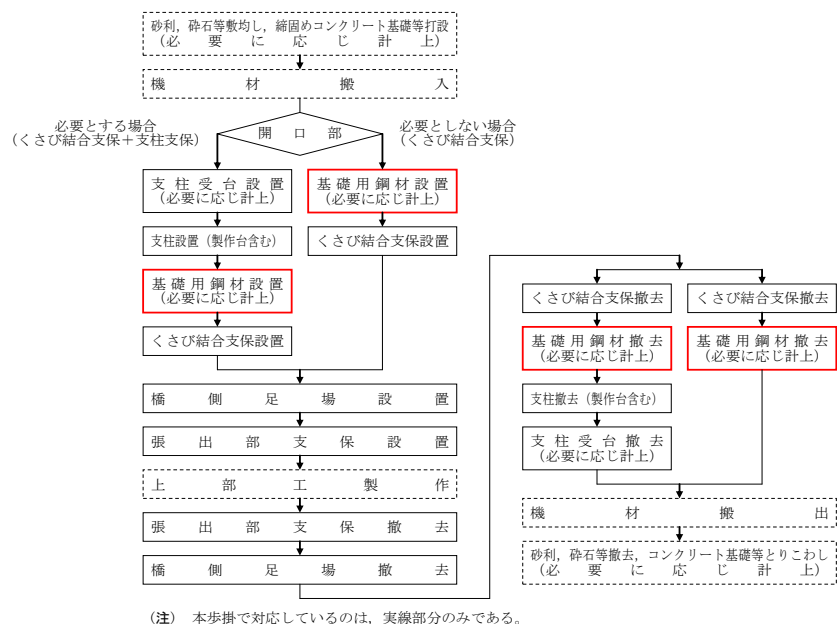 砂利，砕石等敷均し，締固めコンクリート基礎等打設
（必要に応じ計上）
機材搬入
必要とする場合
（くさび結合支保＋支柱支保）
開口部
必要としない場合
（くさび結合支保）
支柱受台設置
（必要に応じ計上）
基礎用鋼材設置
（必要に応じ計上）
支柱設置（製作台含む）
くさび結合支保設置
基礎用鋼材設置
（必要に応じ計上）
くさび結合支保設置
橋側足場設置
張出部支保設置
上部工製作
張出部支保撤去
橋側足場撤去
くさび結合支保撤去
くさび結合支保撤去
基礎用鋼材撤去
（必要に応じ計上）
基礎用鋼材撤去
（必要に応じ計上）
支柱撤去（製作台含む）
支柱受台撤去
（必要に応じ計上）
機材搬出
砂利，砕石等撤去，コンクリート基礎等とりこわし
（必要に応じ計上）
（注） 本歩掛で対応しているのは，実線部分のみである。